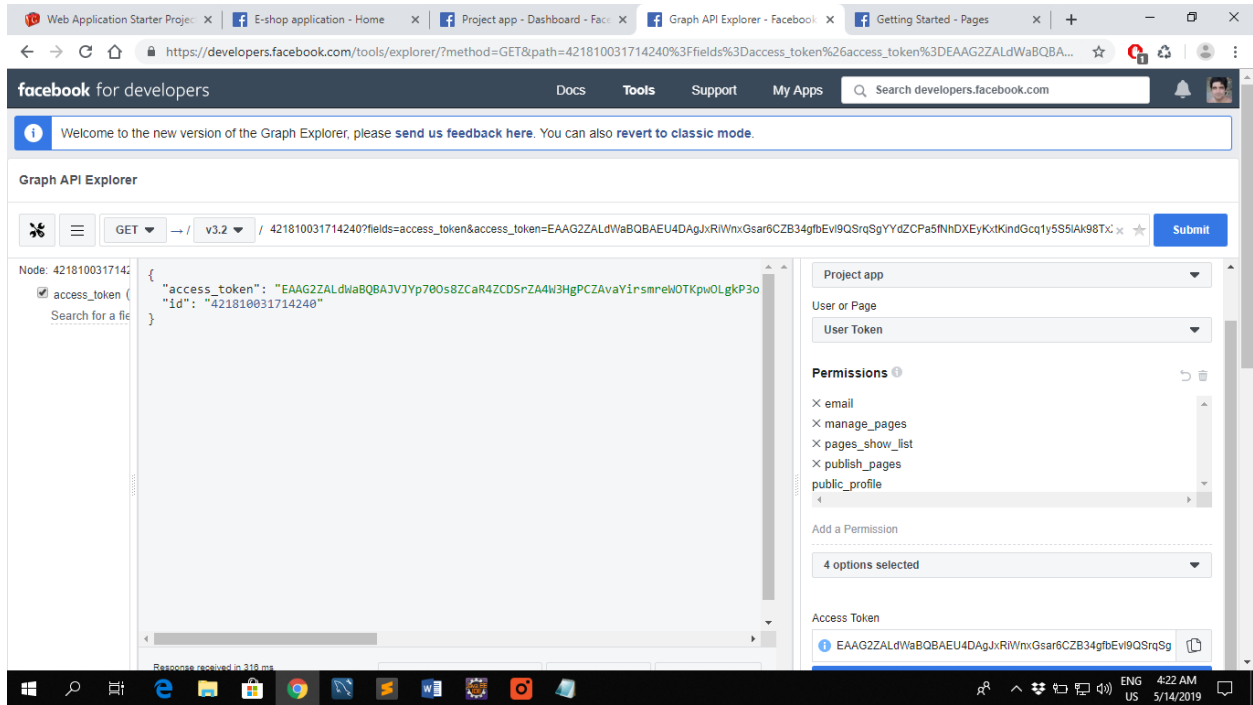 Web Application Starter Projec
E-shop application - Home
Project app - Dashboard - Face
Graph API Explorer - Facebook
Getting Started - Pages
https://developers.facebook.com/tools/explorer/?method=GET&path=421810031714240%3Ffields%3Daccess_token%26access_token%3DEAAG2ZALdWaBQBA...
1
facebook for developers
Docs
Tools
Support
My Apps
Search developers.facebook.com
Welcome to the new version of the Graph Explorer, please send us feedback here. You can also revert to classic mode.
Graph API Explorer
GET
→ /
v3.2
/ 421810031714240?fields=access_token&access_token=EAAG2ZALdWaBQBAEU4DAgJxRiWnxGsar6CZB34gfbEvI9QSrqSgYYdZCPa5fNhDXEyKxtKindGcq1y5S5IAk98Tx
Submit
Node: 4218100317142
access_token (
Search for a fie
{
"access_token": "EAAG2ZALdWaBQBAJVJYp70Os8ZCaR4ZCDSrZA4W3HgPCZAvaYirsmreWOTKpwOLgkP3o
"id": "421810031714240"
}
Response received in 316 ms
Project app
User or Page
User Token
Permissions
email
manage_pages
pages_show_list
publish_pages
public_profile
Add a Permission
4 options selected
Access Token
EAAG2ZALdWaBQBAEU4DAgJxRiWnxGsar6CZB34gfbEvI9QSrqSg
ENG
US
4:22 AM
5/14/2019